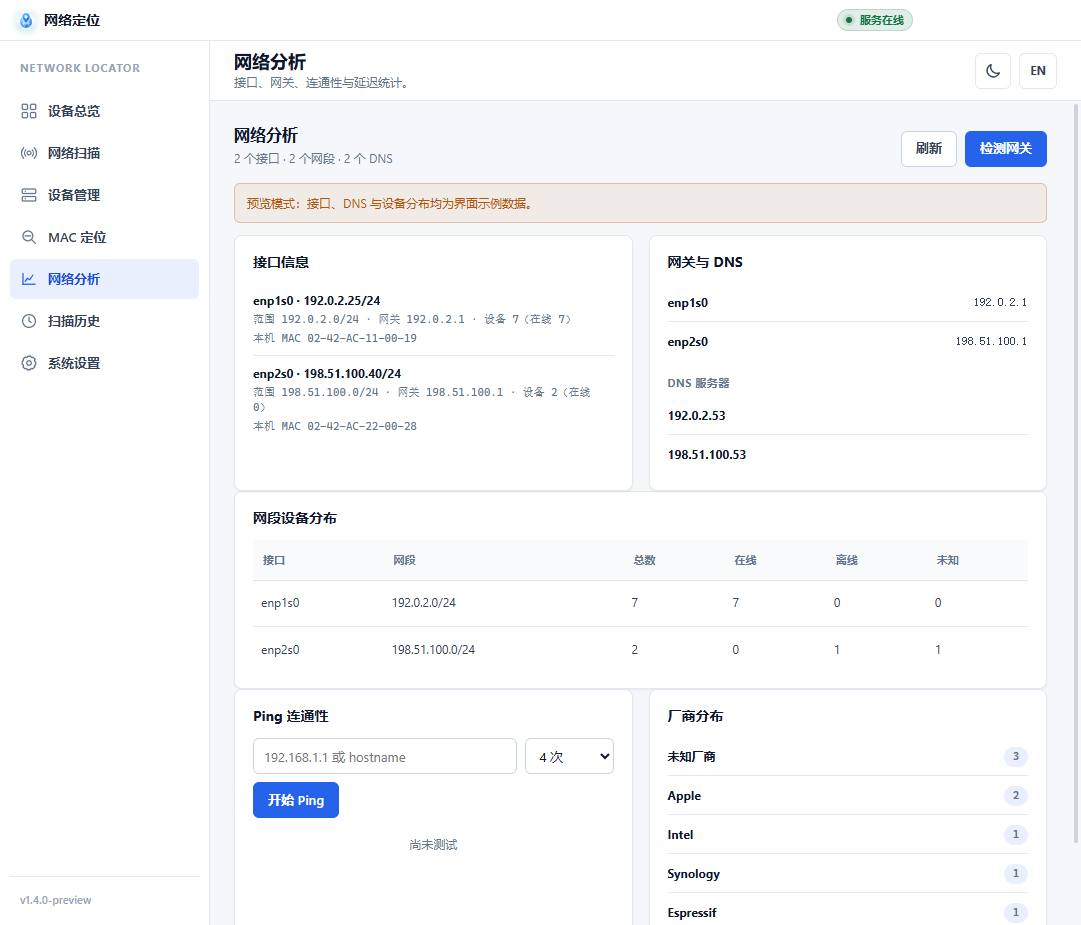 网络定位
服务在线
NETWORK LOCATOR
设备总览
网络扫描
设备管理
MAC 定位
网络分析
扫描历史
系统设置
v1.4.0-preview
网络分析
接口、网关、连通性与延迟统计。
EN
网络分析
2 个接口 · 2 个网段 · 2 个 DNS
刷新
检测网关
预览模式：接口、DNS 与设备分布均为界面示例数据。
接口信息
enp1s0 · 192.0.2.25/24
范围 192.0.2.0/24 · 网关 192.0.2.1 · 设备 7（在线 7）
本机 MAC 02-42-AC-11-00-19
enp2s0 · 198.51.100.40/24
范围 198.51.100.0/24 · 网关 198.51.100.1 · 设备 2（在线
0）
本机 MAC 02-42-AC-22-00-28
网关与 DNS
enp1s0 192.0.2.1
enp2s0 198.51.100.1
DNS 服务器
192.0.2.53
198.51.100.53
网段设备分布
接口 网段 总数 在线 离线 未知
enp1s0 192.0.2.0/24 7 7 0 0
enp2s0 198.51.100.0/24 2 0 1 1
Ping 连通性
192.168.1.1 或 hostname 4 次
开始 Ping
尚未测试
厂商分布
未知厂商 3
Apple 2
Intel 1
Synology 1
Espressif 1